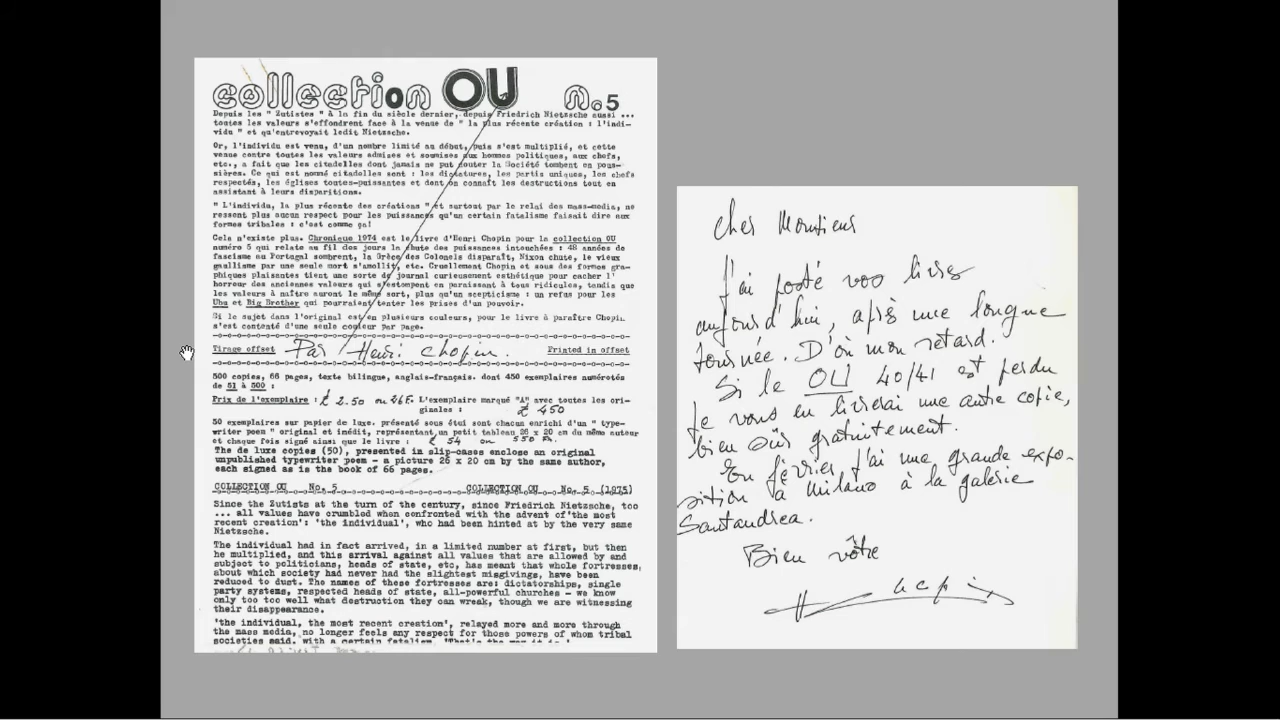 collection OU n.5
Depuis les " Zutistes " à la fin du siècle dernier, depuis Friedrich Nietzsche aussi ...
toutes les valeurs s'effondrent face à la venue de " la plus récente création : l'indi-
vidu " et qu'entrevoyait ledit Nietzsche.
Or, l'individu est venu, d'un nombre limité au début, puis s'est multiplié, et cette
venue contre toutes les valeurs admises et soumises aux hommes politiques, aux chefs,
etc., a fait que les citadelles dont jamais ne put douter la Société tombent en pous-
sières. Ce qui est nommé citadelles sont : les dictatures, les partis uniques, les chefs
respectés, les églises toutes-puissantes et dont on connaît les destructions tout en
assistant à leurs disparitions.
" L'individu, la plus récente des créations " et surtout par le relai des mass-media, ne
ressent plus aucun respect pour les puissances qu'un certain fatalisme faisait dire aux
formes tribales : c'est comme ça!
Cela n'existe plus. Chronique 1974 est le livre d'Henri Chopin pour la collection OU
numéro 5 qui relate au fil des jours la chute des puissances intouchées : 48 années de
fascisme au Portugal sombrent, la Grèce des Colonels disparaît, Nixon chute, le vieux
gaullisme par une seule mort s'amollit, etc. Cruellement Chopin et sous des formes gra-
phiques plaisantes tient une sorte de journal curieusement esthétique pour cacher l'
horreur des anciennes valeurs qui s'estompent en paraissant à tous ridicules, tandis que
les valeurs à naître auront le même sort, plus qu'un scepticisme : un refus pour les
Ubu et Big Brother qui pourraient tenter les prises d'un pouvoir.
Si le sujet dans l'original est en plusieurs couleurs, pour le livre à paraître Chopin
s'est contenté d'une seule couleur par page.
Tirage offset Par Henri Chopin. Printed in offset
500 copies, 66 pages, texte bilingue, anglais-français. dont 450 exemplaires numérotés
de 51 à 500 :
Prix de l'exemplaire : £ 2.50 ou 26F. L'exemplaire marqué "A" avec toutes les ori-
ginales : £ 450
50 exemplaires sur papier de luxe. présenté sous étui sont chacun enrichi d'un " type-
writer poem " original et inédit, représentant un petit tableau 26 x 20 cm du même auteur
et chaque fois signé ainsi que le livre : £ 54 ou 550 Fr.
The de luxe copies (50), presented in slip-cases enclose an original
unpublished typewriter poem - a picture 26 x 20 cm by the same author,
each signed as is the book of 66 pages.
COLLECTION OU No. 5 COLLECTION OU No. (1975)
Since the Zutists at the turn of the century, since Friedrich Nietzsche, too
... all values have crumbled when confronted with the advent of'the most
recent creation': 'the individual', who had been hinted at by the very same
Nietzsche.
The individual had in fact arrived, in a limited number at first, but then
he multiplied, and this arrival against all values that are allowed by and
subject to politicians, heads of state, etc, has meant that whole fortresses,
about which society had never had the slightest misgivings, have been
reduced to dust. The names of these fortresses are: dictatorships, single
party systems, respected heads of state, all-powerful churches - we know
only too too well what destruction they can wreak, though we are witnessing
their disappearance.
'the individual, the most recent creation', relayed more and more through
the mass media, no longer feels any respect for those powers of whom tribal
societies said, with a certain fatalism, 'That's the way it is.'
Cher Monsieur
J'ai posté vos livres
aujourd'hui, après une longue
tournée. D'où mon retard.
Si le OU 40/41 est perdu
je vous en livrerai une autre copie,
bien sûr gratuitement.
En février j'ai une grande expo-
sition à Milano à la galérie
Santandrea.
Bien vôtre
H Chopin